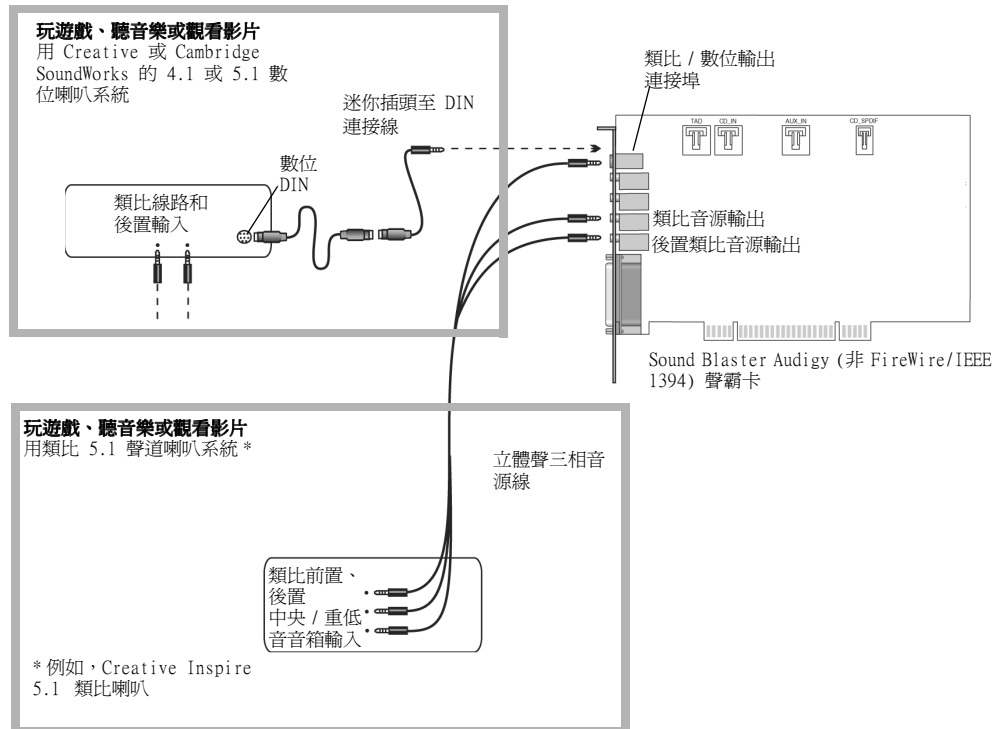 玩遊戲、聽音樂或觀看影片
用 Creative 或 Cambridge
SoundWorks 的 4.1 或 5.1 數
位喇叭系統
迷你插頭至 DIN
連接線
數位
DIN
類比線路和
後置輸入
類比 / 數位輸出
連接埠
TAD
CD_IN
AUX_IN
CD_SPDIF
類比音源輸出
後置類比音源輸出
Sound Blaster Audigy (非 FireWire/IEEE
1394) 聲霸卡
玩遊戲、聽音樂或觀看影片
用類比 5.1 聲道喇叭系統*
立體聲三相音
源線
類比前置、
後置
中央 / 重低
音音箱輸入
* 例如，Creative Inspire
5.1 類比喇叭